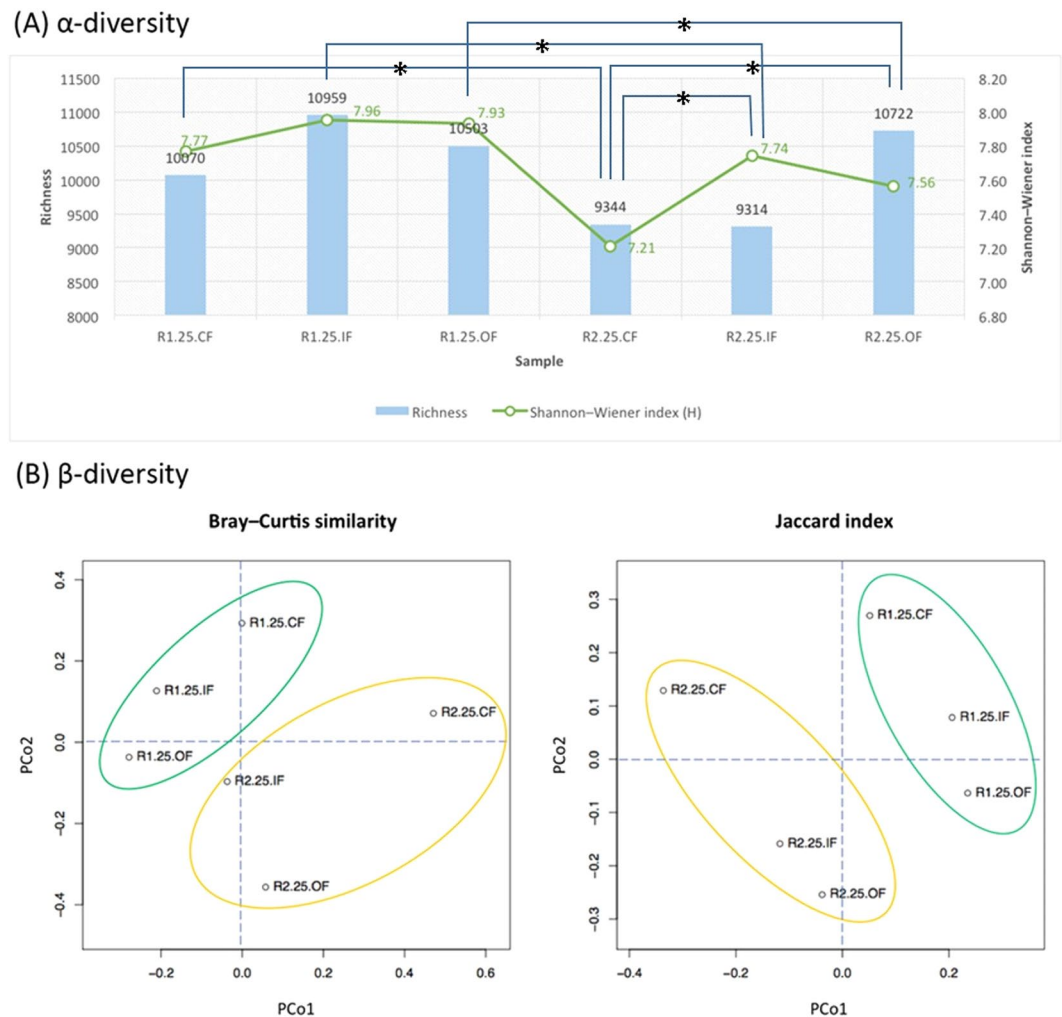 (A) α-diversity
* * * * *
11500 8.20
11000 8.00
10500 7.80
10000 7.60
9500 7.40
9000 7.20
8500 7.00
8000 6.80
Richness
Shannon–Wiener index
7.77 7.96 7.93 7.21 7.74 7.56
10070 10959 10503 9344 9314 10722
R1.25.CF R1.25.IF R1.25.OF R2.25.CF R2.25.IF R2.25.OF
Sample
Richness Shannon–Wiener index (H)
(B) β-diversity
Bray–Curtis similarity
0.4
0.2
0.0
-0.2
-0.4
PCo2
R1.25.CF
R1.25.IF
R2.25.CF
R1.25.OF
R2.25.IF
R2.25.OF
-0.2 0.0 0.2 0.4 0.6
PCo1
Jaccard index
0.3
0.2
0.1
0.0
-0.1
-0.2
-0.3
PCo2
R1.25.CF
R2.25.CF
R1.25.IF
R1.25.OF
R2.25.IF
R2.25.OF
-0.4 -0.2 0.0 0.2
PCo1